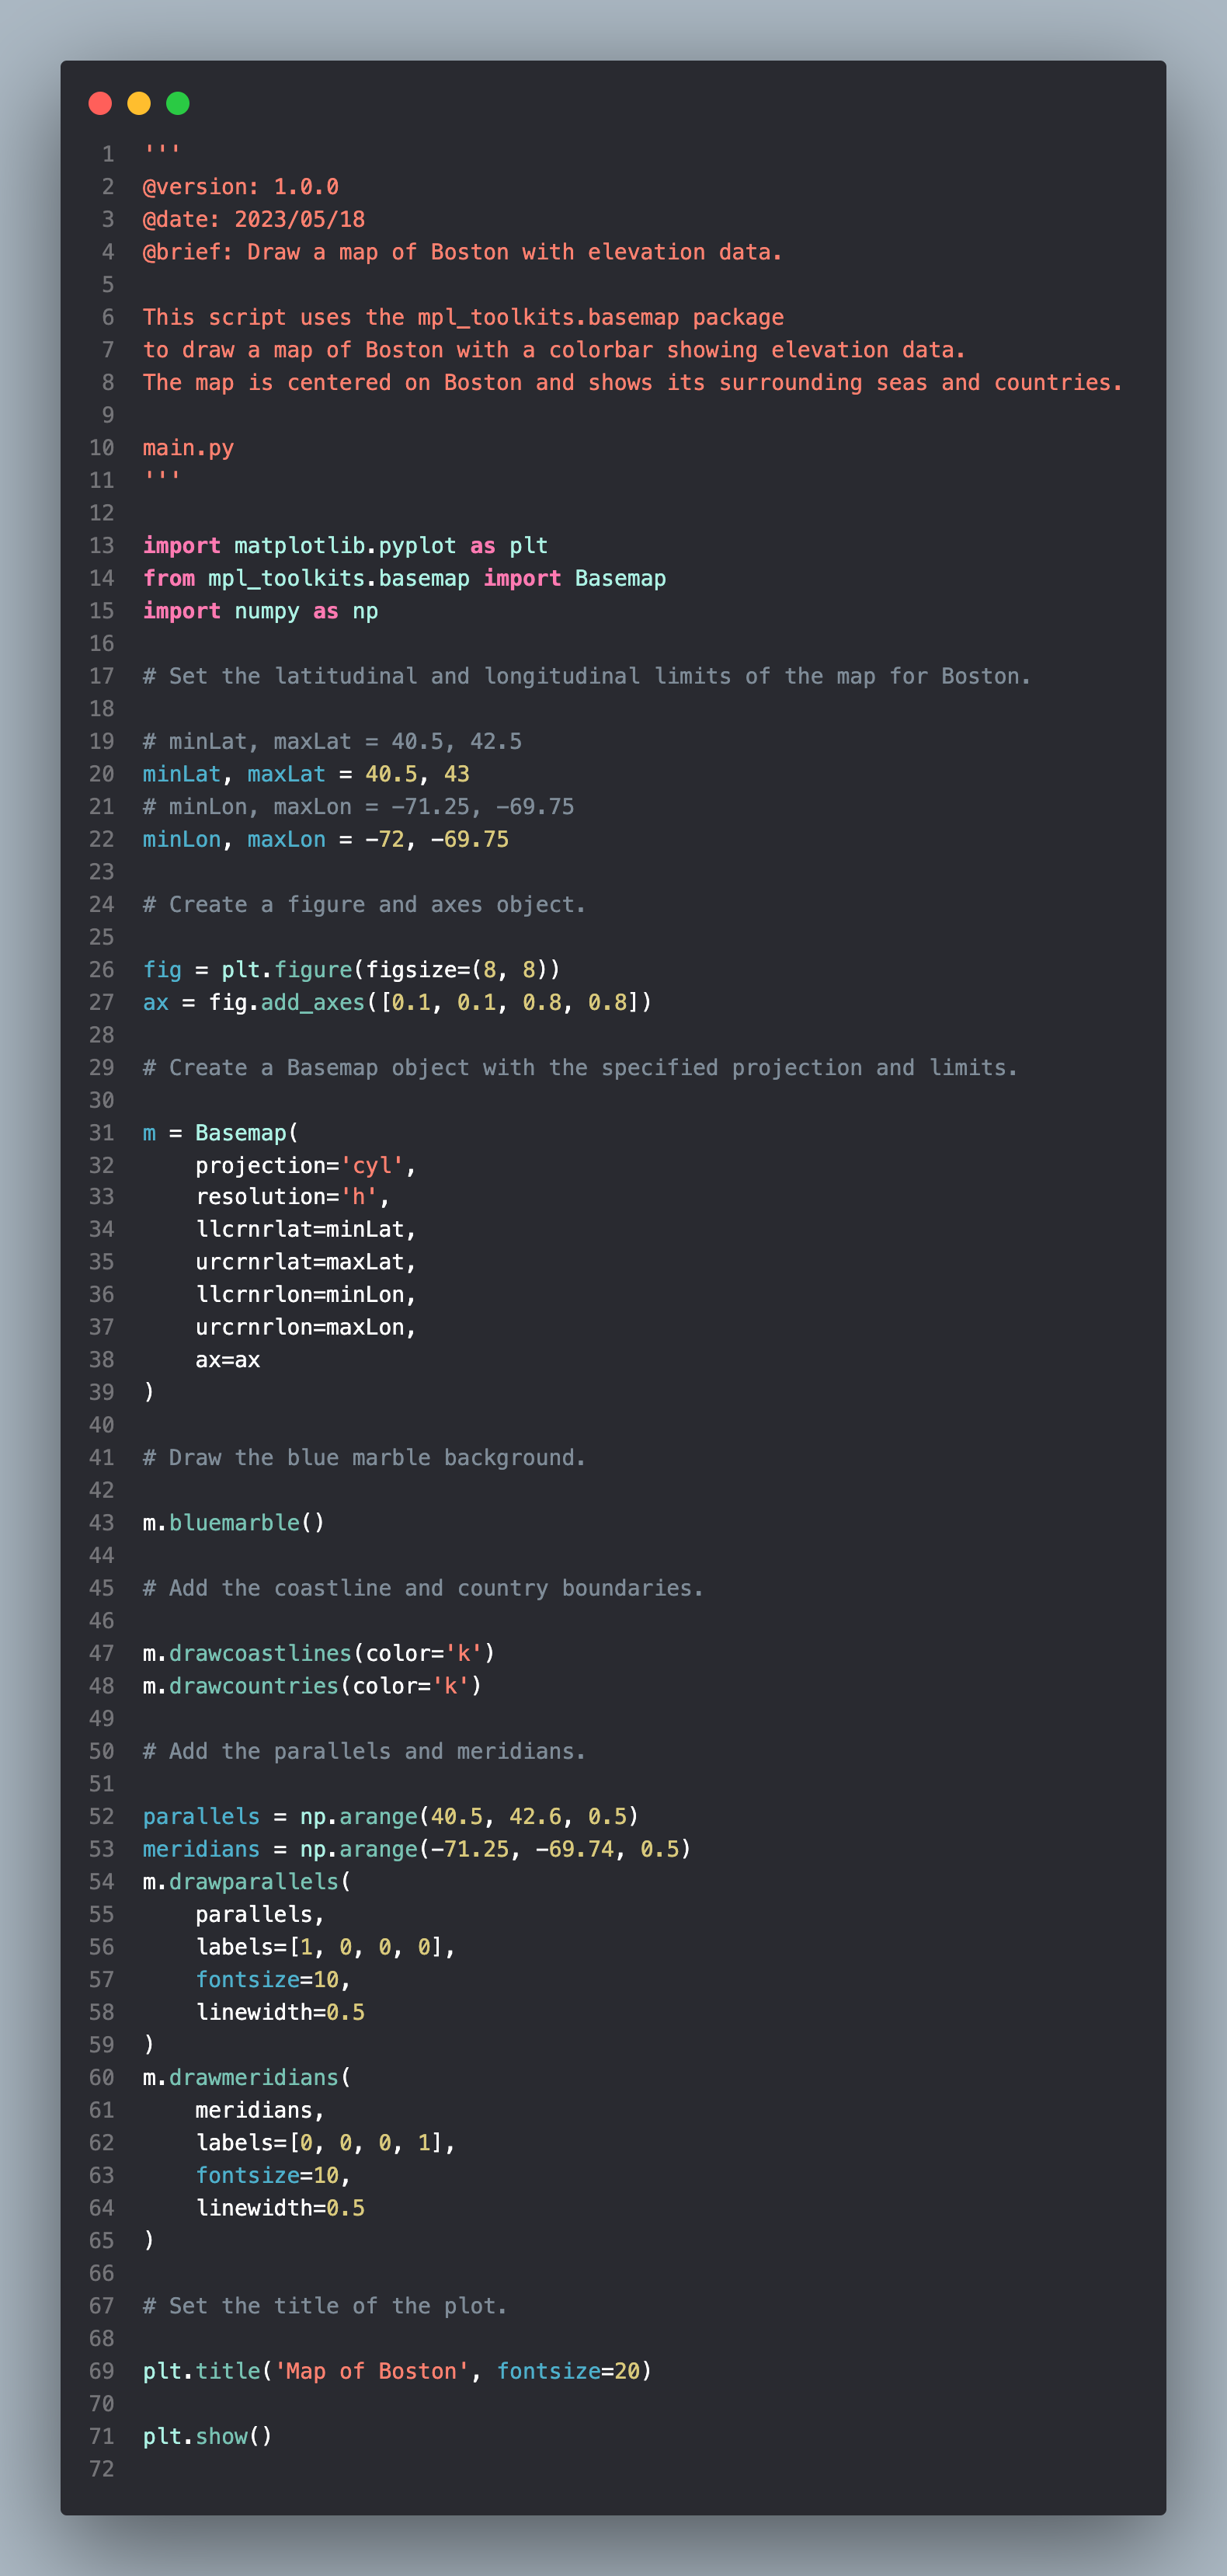 1 '''
2 @version: 1.0.0
3 @date: 2023/05/18
4 @brief: Draw a map of Boston with elevation data.
5
6 This script uses the mpl_toolkits.basemap package
7 to draw a map of Boston with a colorbar showing elevation data.
8 The map is centered on Boston and shows its surrounding seas and countries.
9
10 main.py
11 '''
12
13 import matplotlib.pyplot as plt
14 from mpl_toolkits.basemap import Basemap
15 import numpy as np
16
17 # Set the latitudinal and longitudinal limits of the map for Boston.
18
19 # minLat, maxLat = 40.5, 42.5
20 minLat, maxLat = 40.5, 43
21 # minLon, maxLon = -71.25, -69.75
22 minLon, maxLon = -72, -69.75
23
24 # Create a figure and axes object.
25
26 fig = plt.figure(figsize=(8, 8))
27 ax = fig.add_axes([0.1, 0.1, 0.8, 0.8])
28
29 # Create a Basemap object with the specified projection and limits.
30
31 m = Basemap(
32     projection='cyl',
33     resolution='h',
34     llcrnrlat=minLat,
35     urcrnrlat=maxLat,
36     llcrnrlon=minLon,
37     urcrnrlon=maxLon,
38     ax=ax
39 )
40
41 # Draw the blue marble background.
42
43 m.bluemarble()
44
45 # Add the coastline and country boundaries.
46
47 m.drawcoastlines(color='k')
48 m.drawcountries(color='k')
49
50 # Add the parallels and meridians.
51
52 parallels = np.arange(40.5, 42.6, 0.5)
53 meridians = np.arange(-71.25, -69.74, 0.5)
54 m.drawparallels(
55     parallels,
56     labels=[1, 0, 0, 0],
57     fontsize=10,
58     linewidth=0.5
59 )
60 m.drawmeridians(
61     meridians,
62     labels=[0, 0, 0, 1],
63     fontsize=10,
64     linewidth=0.5
65 )
66
67 # Set the title of the plot.
68
69 plt.title('Map of Boston', fontsize=20)
70
71 plt.show()
72